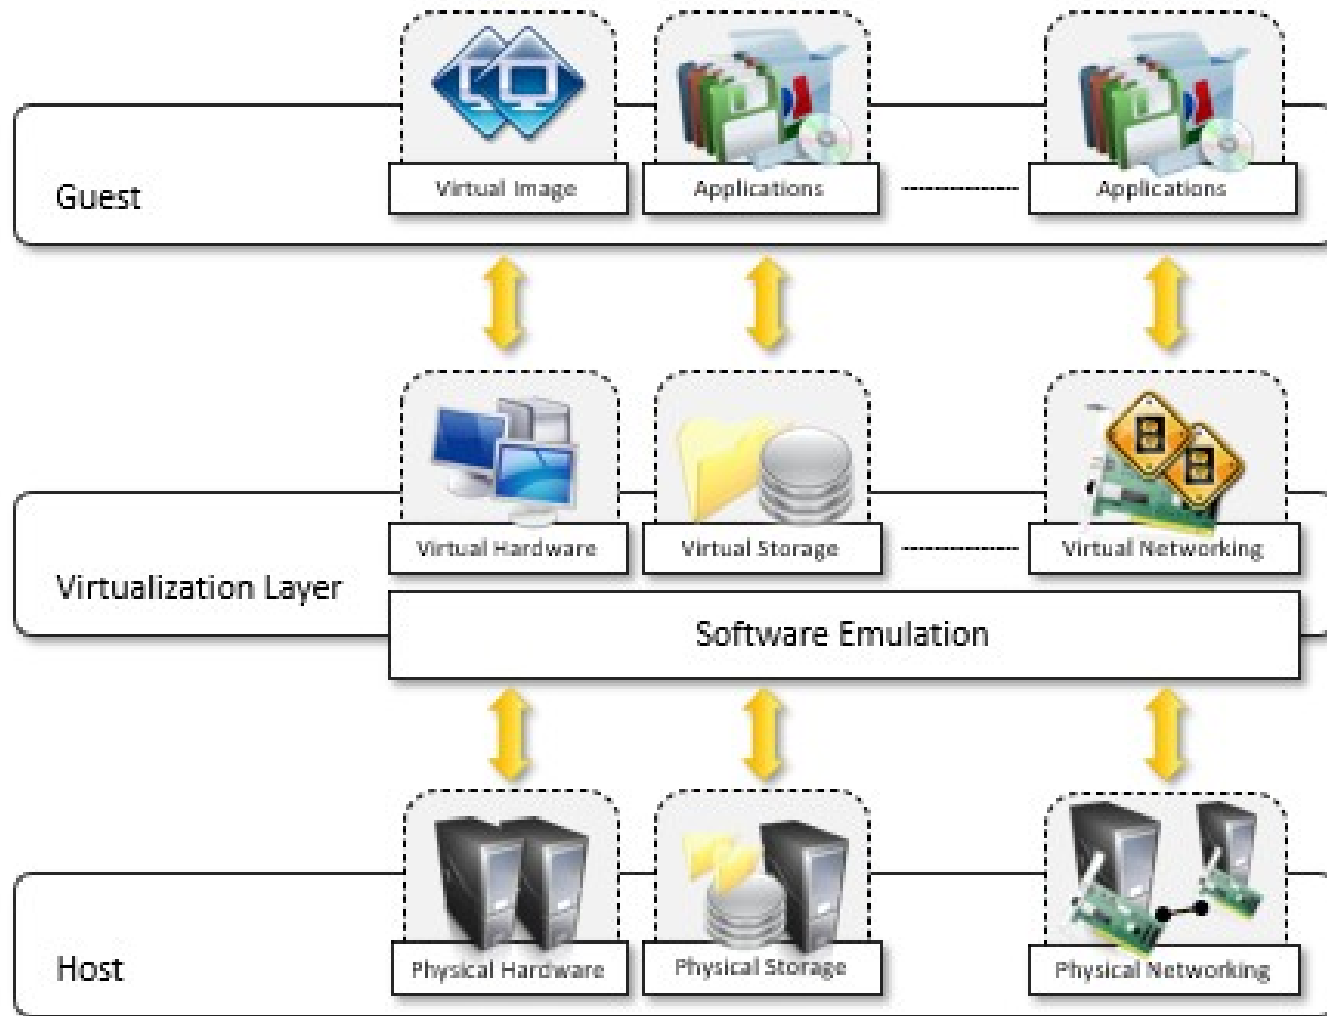 Virtual Image
Applications
Applications
Guest
Virtual Hardware
Virtual Storage
Virtual Networking
Virtualization Layer
Software Emulation
Physical Hardware
Physical Storage
Physical Networking
Host